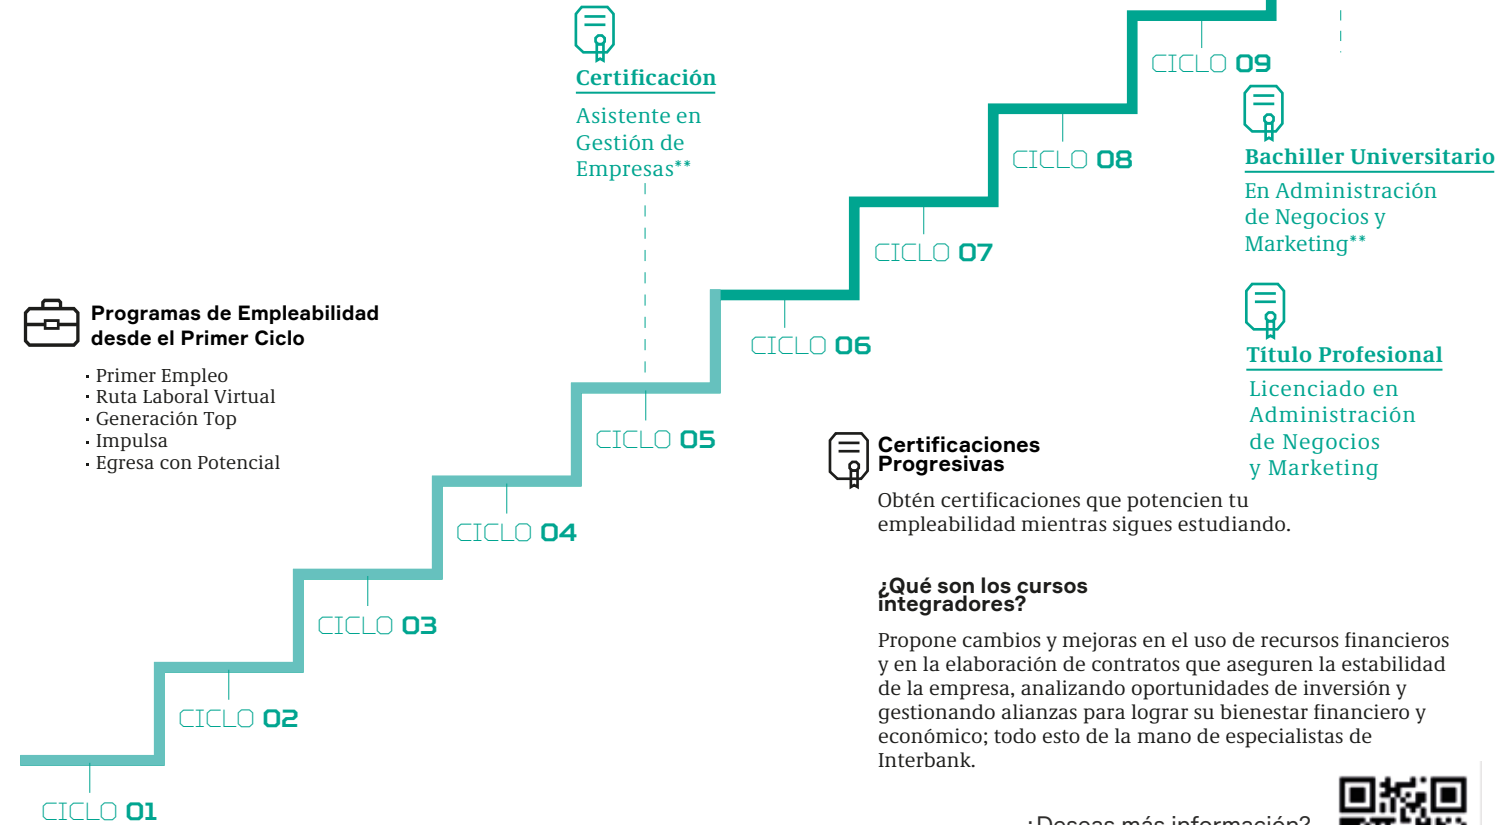 Certificación
Asistente en
Gestión de
Empresas**
CICLO 09
CICLO 08
CICLO 07
CICLO 06
CICLO 05
CICLO 04
CICLO 03
CICLO 02
CICLO 01
Bachiller Universitario
En Administración
de Negocios y
Marketing**
Título Profesional
Licenciado en
Administración
de Negocios
y Marketing
Programas de Empleabilidad
desde el Primer Ciclo
· Primer Empleo
· Ruta Laboral Virtual
· Generación Top
· Impulsa
· Egresa con Potencial
Certificaciones
Progresivas
Obtén certificaciones que potencien tu
empleabilidad mientras sigues estudiando.
¿Qué son los cursos
integradores?
Propone cambios y mejoras en el uso de recursos financieros
y en la elaboración de contratos que aseguren la estabilidad
de la empresa, analizando oportunidades de inversión y
gestionando alianzas para lograr su bienestar financiero y
económico; todo esto de la mano de especialistas de
Interbank.
¿Deseas más información?